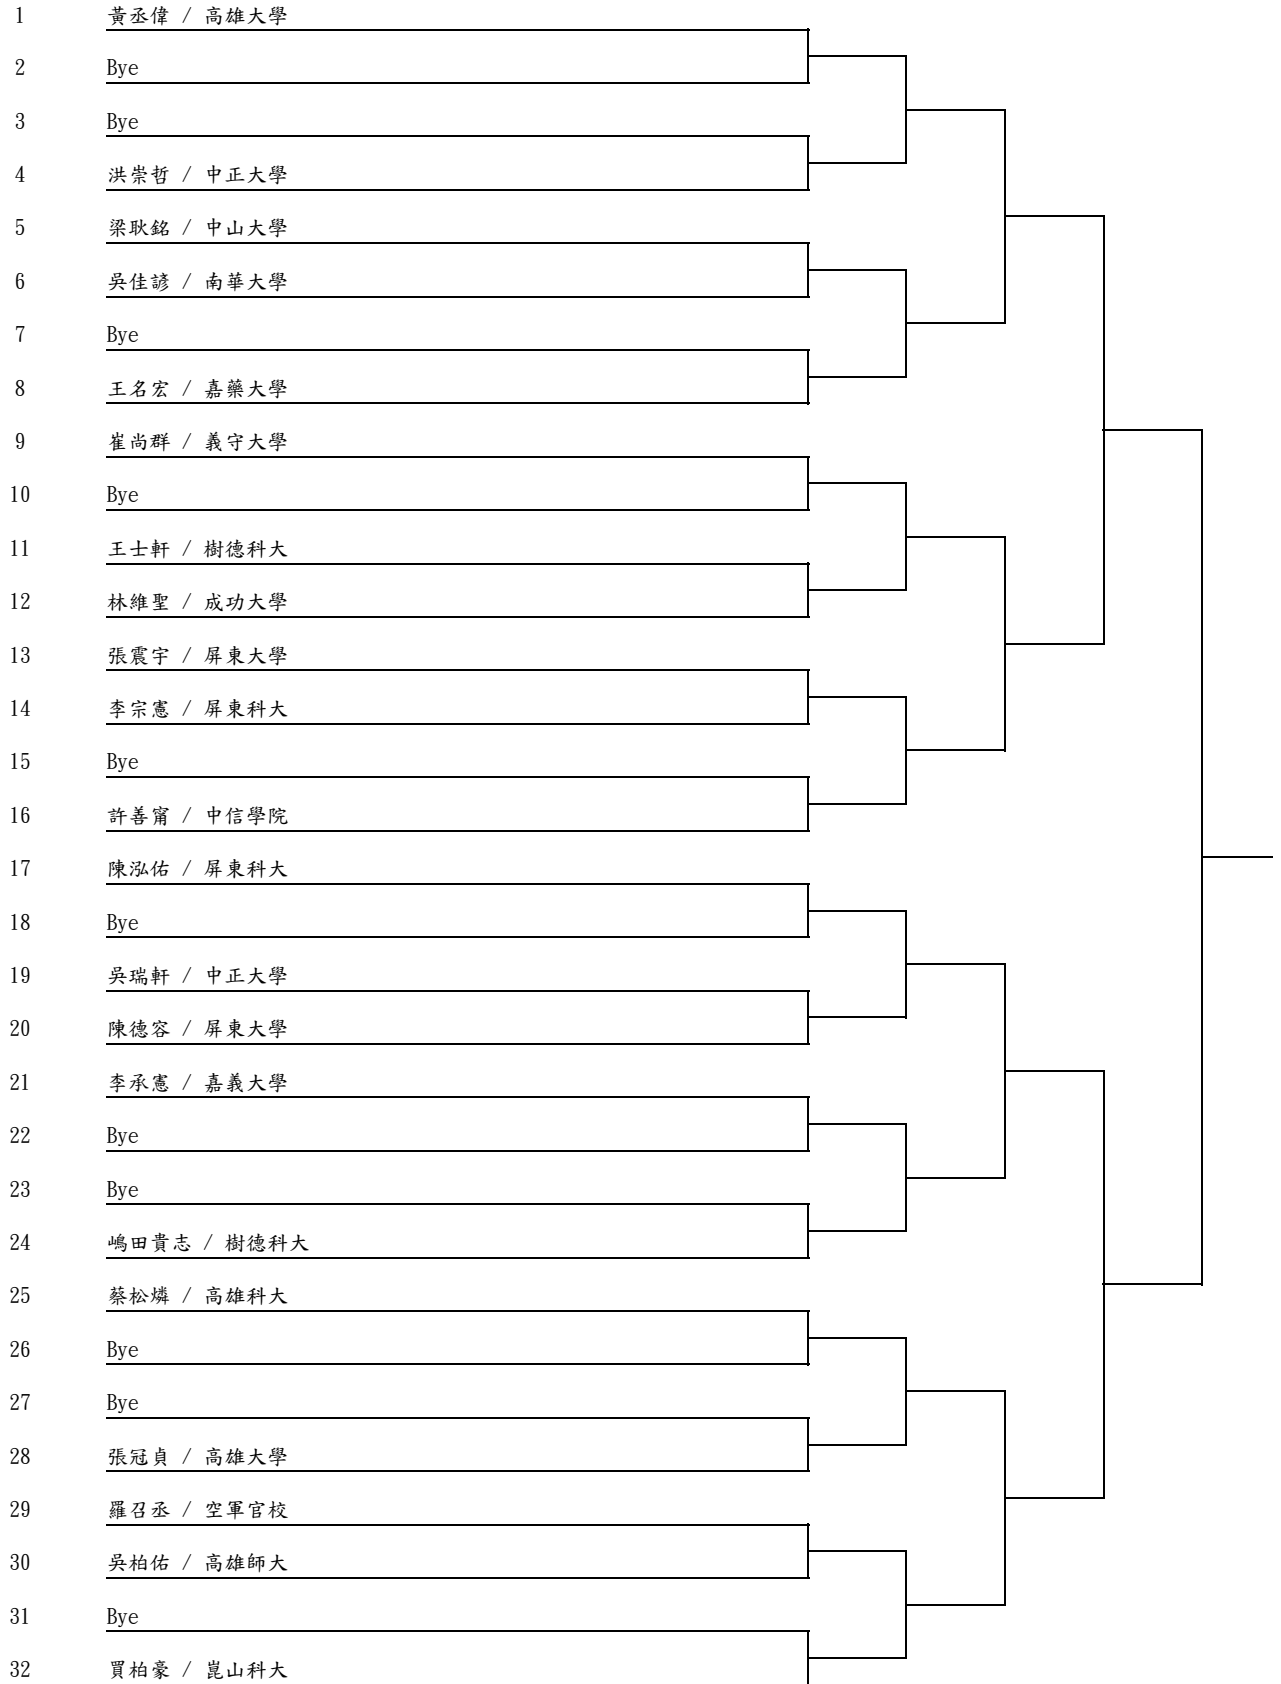 1 黃丞偉 / 高雄大學
2 Bye
3 Bye
4 洪崇哲 / 中正大學
5 梁耿銘 / 中山大學
6 吳佳諺 / 南華大學
7 Bye
8 王名宏 / 嘉藥大學
9 崔尚群 / 義守大學
10 Bye
11 王士軒 / 樹德科大
12 林維聖 / 成功大學
13 張震宇 / 屏東大學
14 李宗憲 / 屏東科大
15 Bye
16 許善甯 / 中信學院
17 陳泓佑 / 屏東科大
18 Bye
19 吳瑞軒 / 中正大學
20 陳德容 / 屏東大學
21 李承憲 / 嘉義大學
22 Bye
23 Bye
24 嶋田貴志 / 樹德科大
25 蔡松燐 / 高雄科大
26 Bye
27 Bye
28 張冠貞 / 高雄大學
29 羅召丞 / 空軍官校
30 吳柏佑 / 高雄師大
31 Bye
32 買柏豪 / 崑山科大